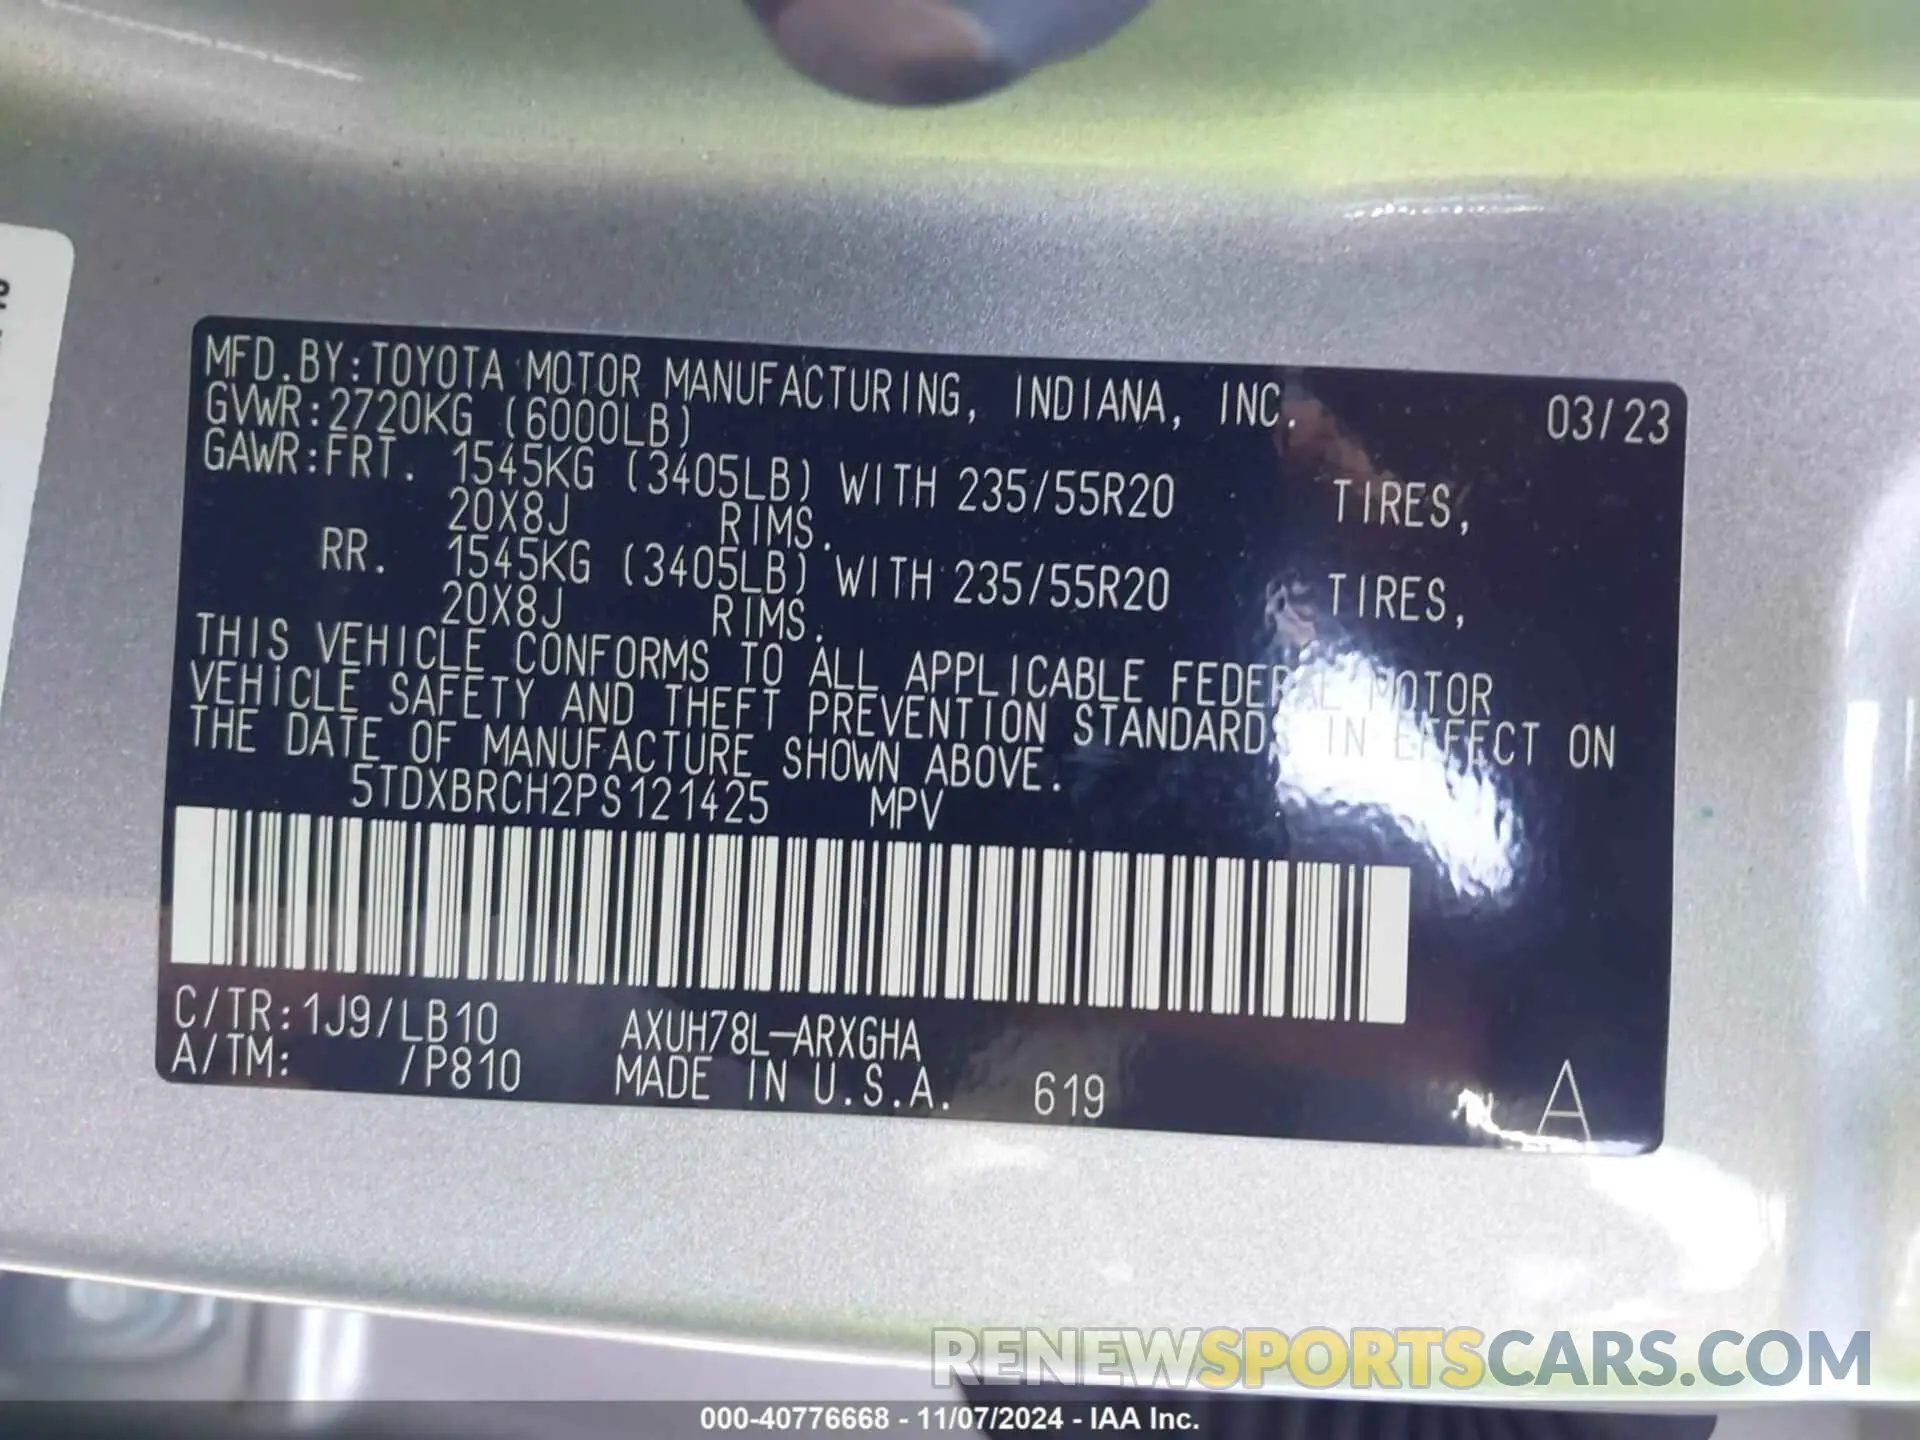 MFD.BY:TOYOTA MOTOR MANUFACTURING, INDIANA, INC. 03/23
GVWR:2720KG (6000LB)
GAWR:FRT. 1545KG (3405LB) WITH 235/55R20 TIRES,
20X8J RIMS.
RR. 1545KG (3405LB) WITH 235/55R20 TIRES,
20X8J RIMS.
THIS VEHICLE CONFORMS TO ALL APPLICABLE FEDERAL MOTOR
VEHICLE SAFETY AND THEFT PREVENTION STANDARDS IN EFFECT ON
THE DATE OF MANUFACTURE SHOWN ABOVE.
5TDXBRCH2PS121425 MPV
C/TR:1J9/LB10 AXUH78L-ARXGHA
A/TM: /P810 MADE IN U.S.A. 619 A
RENEWSPORTSCARS.COM
000-40776668 - 11/07/2024 - IAA Inc.